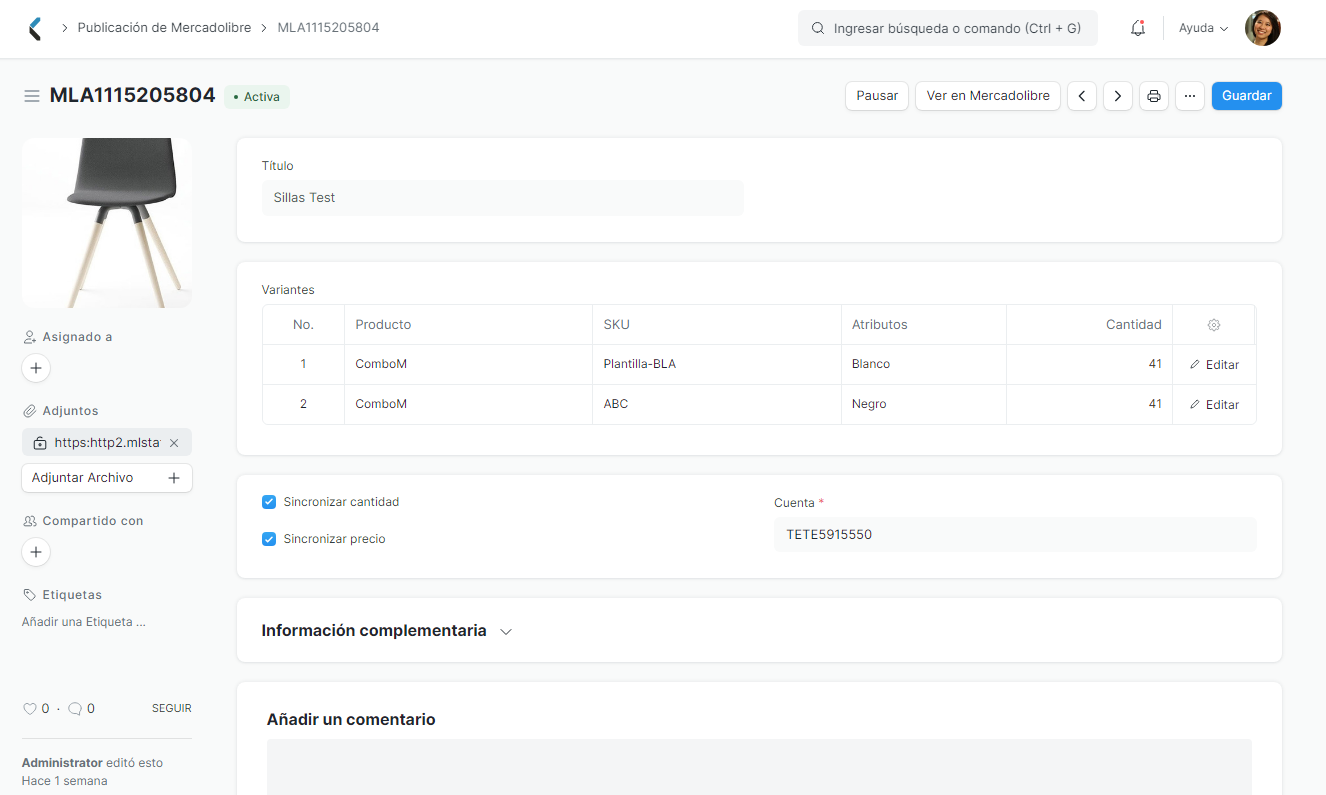 Publicación de Mercadolibre
MLA1115205804
Ingresar búsqueda o comando (Ctrl + G)
Ayuda
MLA1115205804
Activa
Pausar
Ver en Mercadolibre
Guardar
Asignado a
Adjuntos
https:http2.mlsta
Adjuntar Archivo
Compartido con
Etiquetas
Añadir una Etiqueta ...
0 · 0 SEGUIR
Administrator editó esto
Hace 1 semana
Título
Sillas Test
Variantes
No. Producto SKU Atributos Cantidad
1 ComboM Plantilla-BLA Blanco 41 Editar
2 ComboM ABC Negro 41 Editar
Sincronizar cantidad
Sincronizar precio
Cuenta *
TETE5915550
Información complementaria
Añadir un comentario